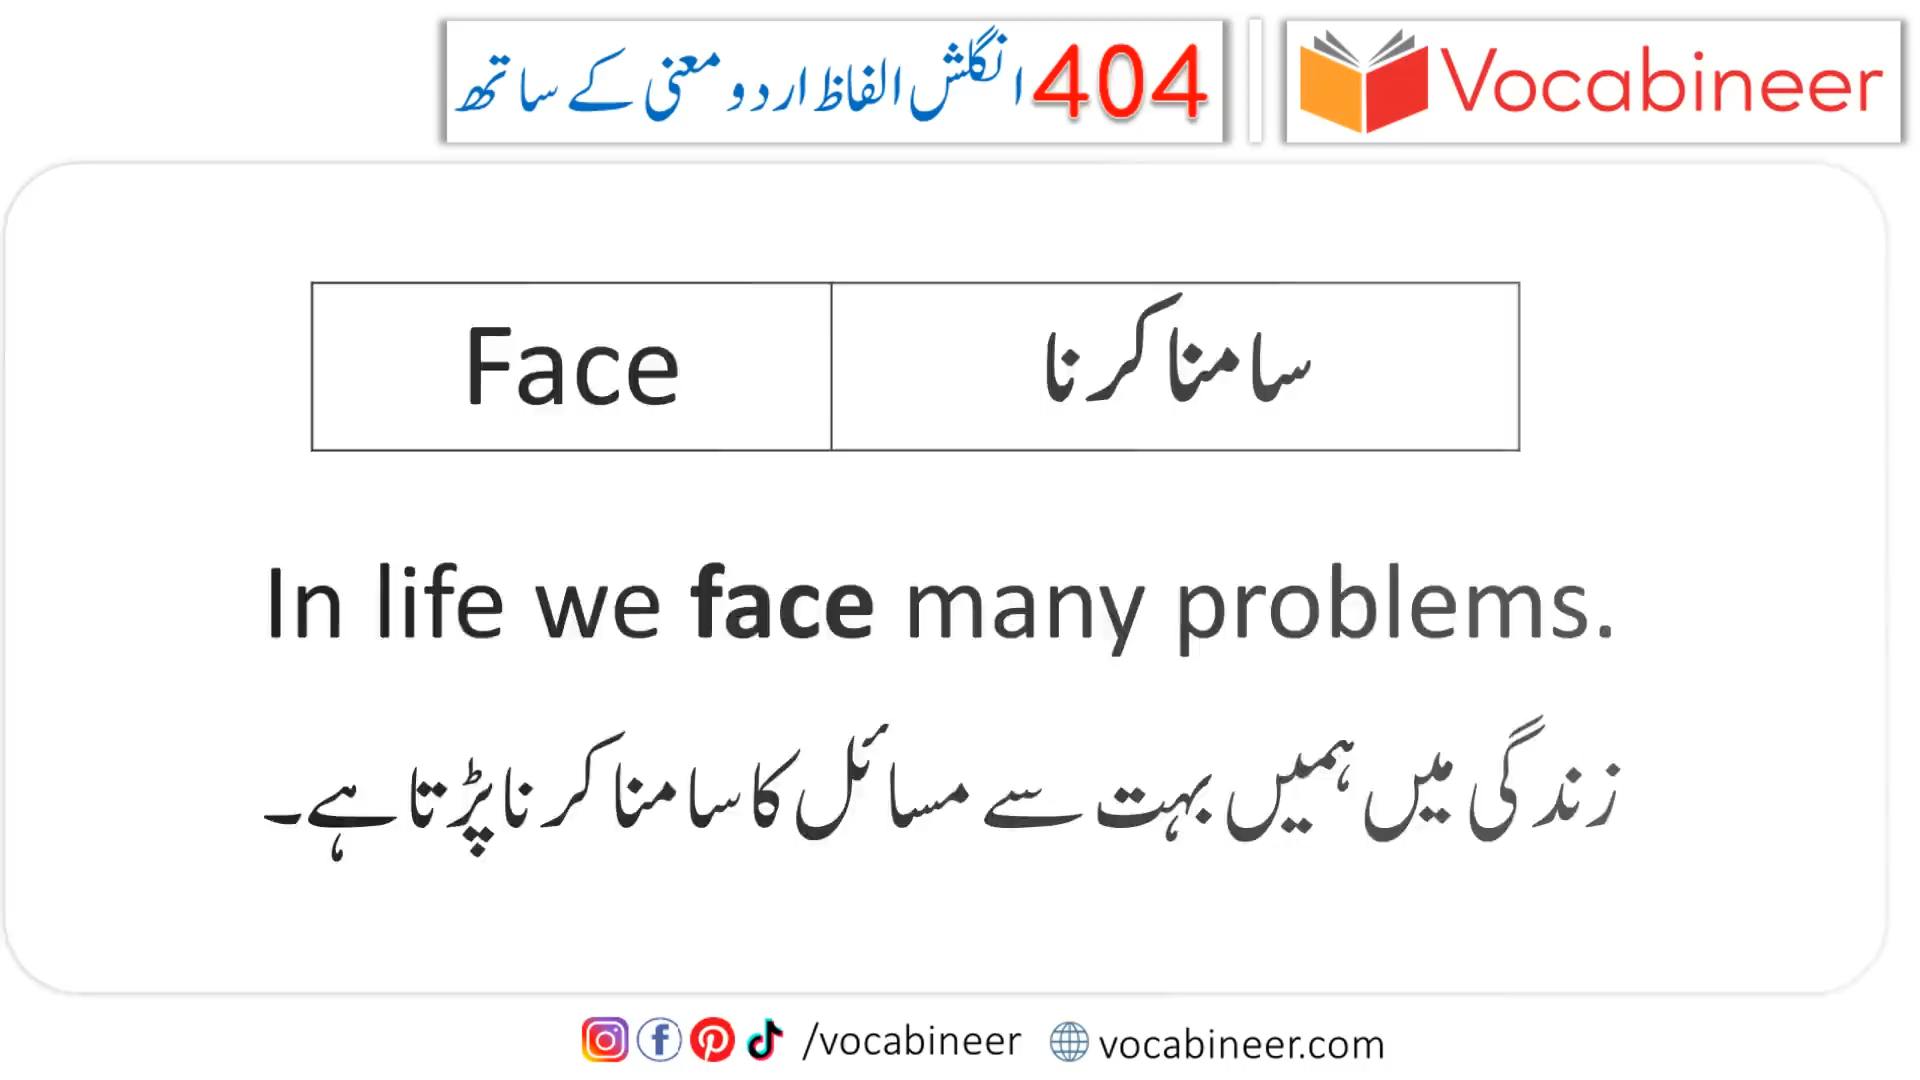 404 انگلش الفاظ اردو معنی کے ساتھ
Vocabineer
Face
سامنا کرنا
In life we face many problems.
زندگی میں ہمیں بہت سے مسائل کا سامنا کرنا پڑتا ہے۔
/vocabineer vocabineer.com